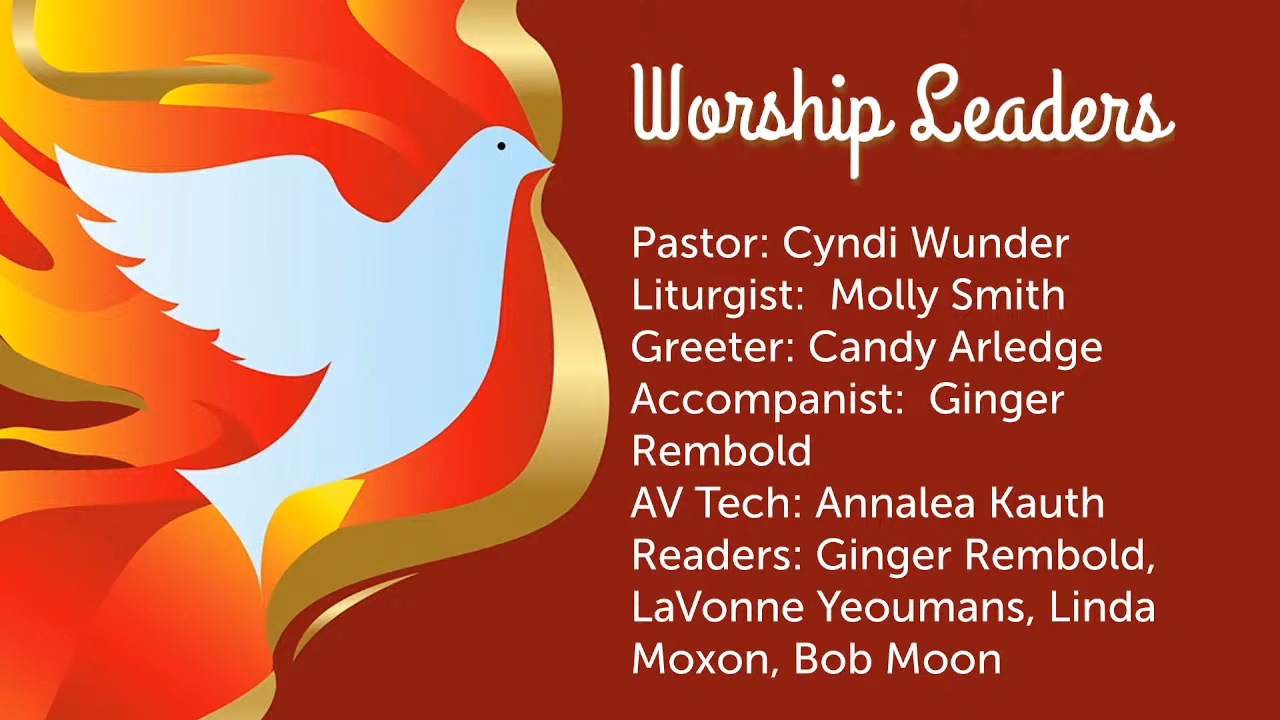 Worship Leaders
Pastor: Cyndi Wunder
Liturgist:  Molly Smith
Greeter: Candy Arledge
Accompanist:  Ginger
Rembold
AV Tech: Annalea Kauth
Readers: Ginger Rembold,
LaVonne Yeoumans, Linda
Moxon, Bob Moon